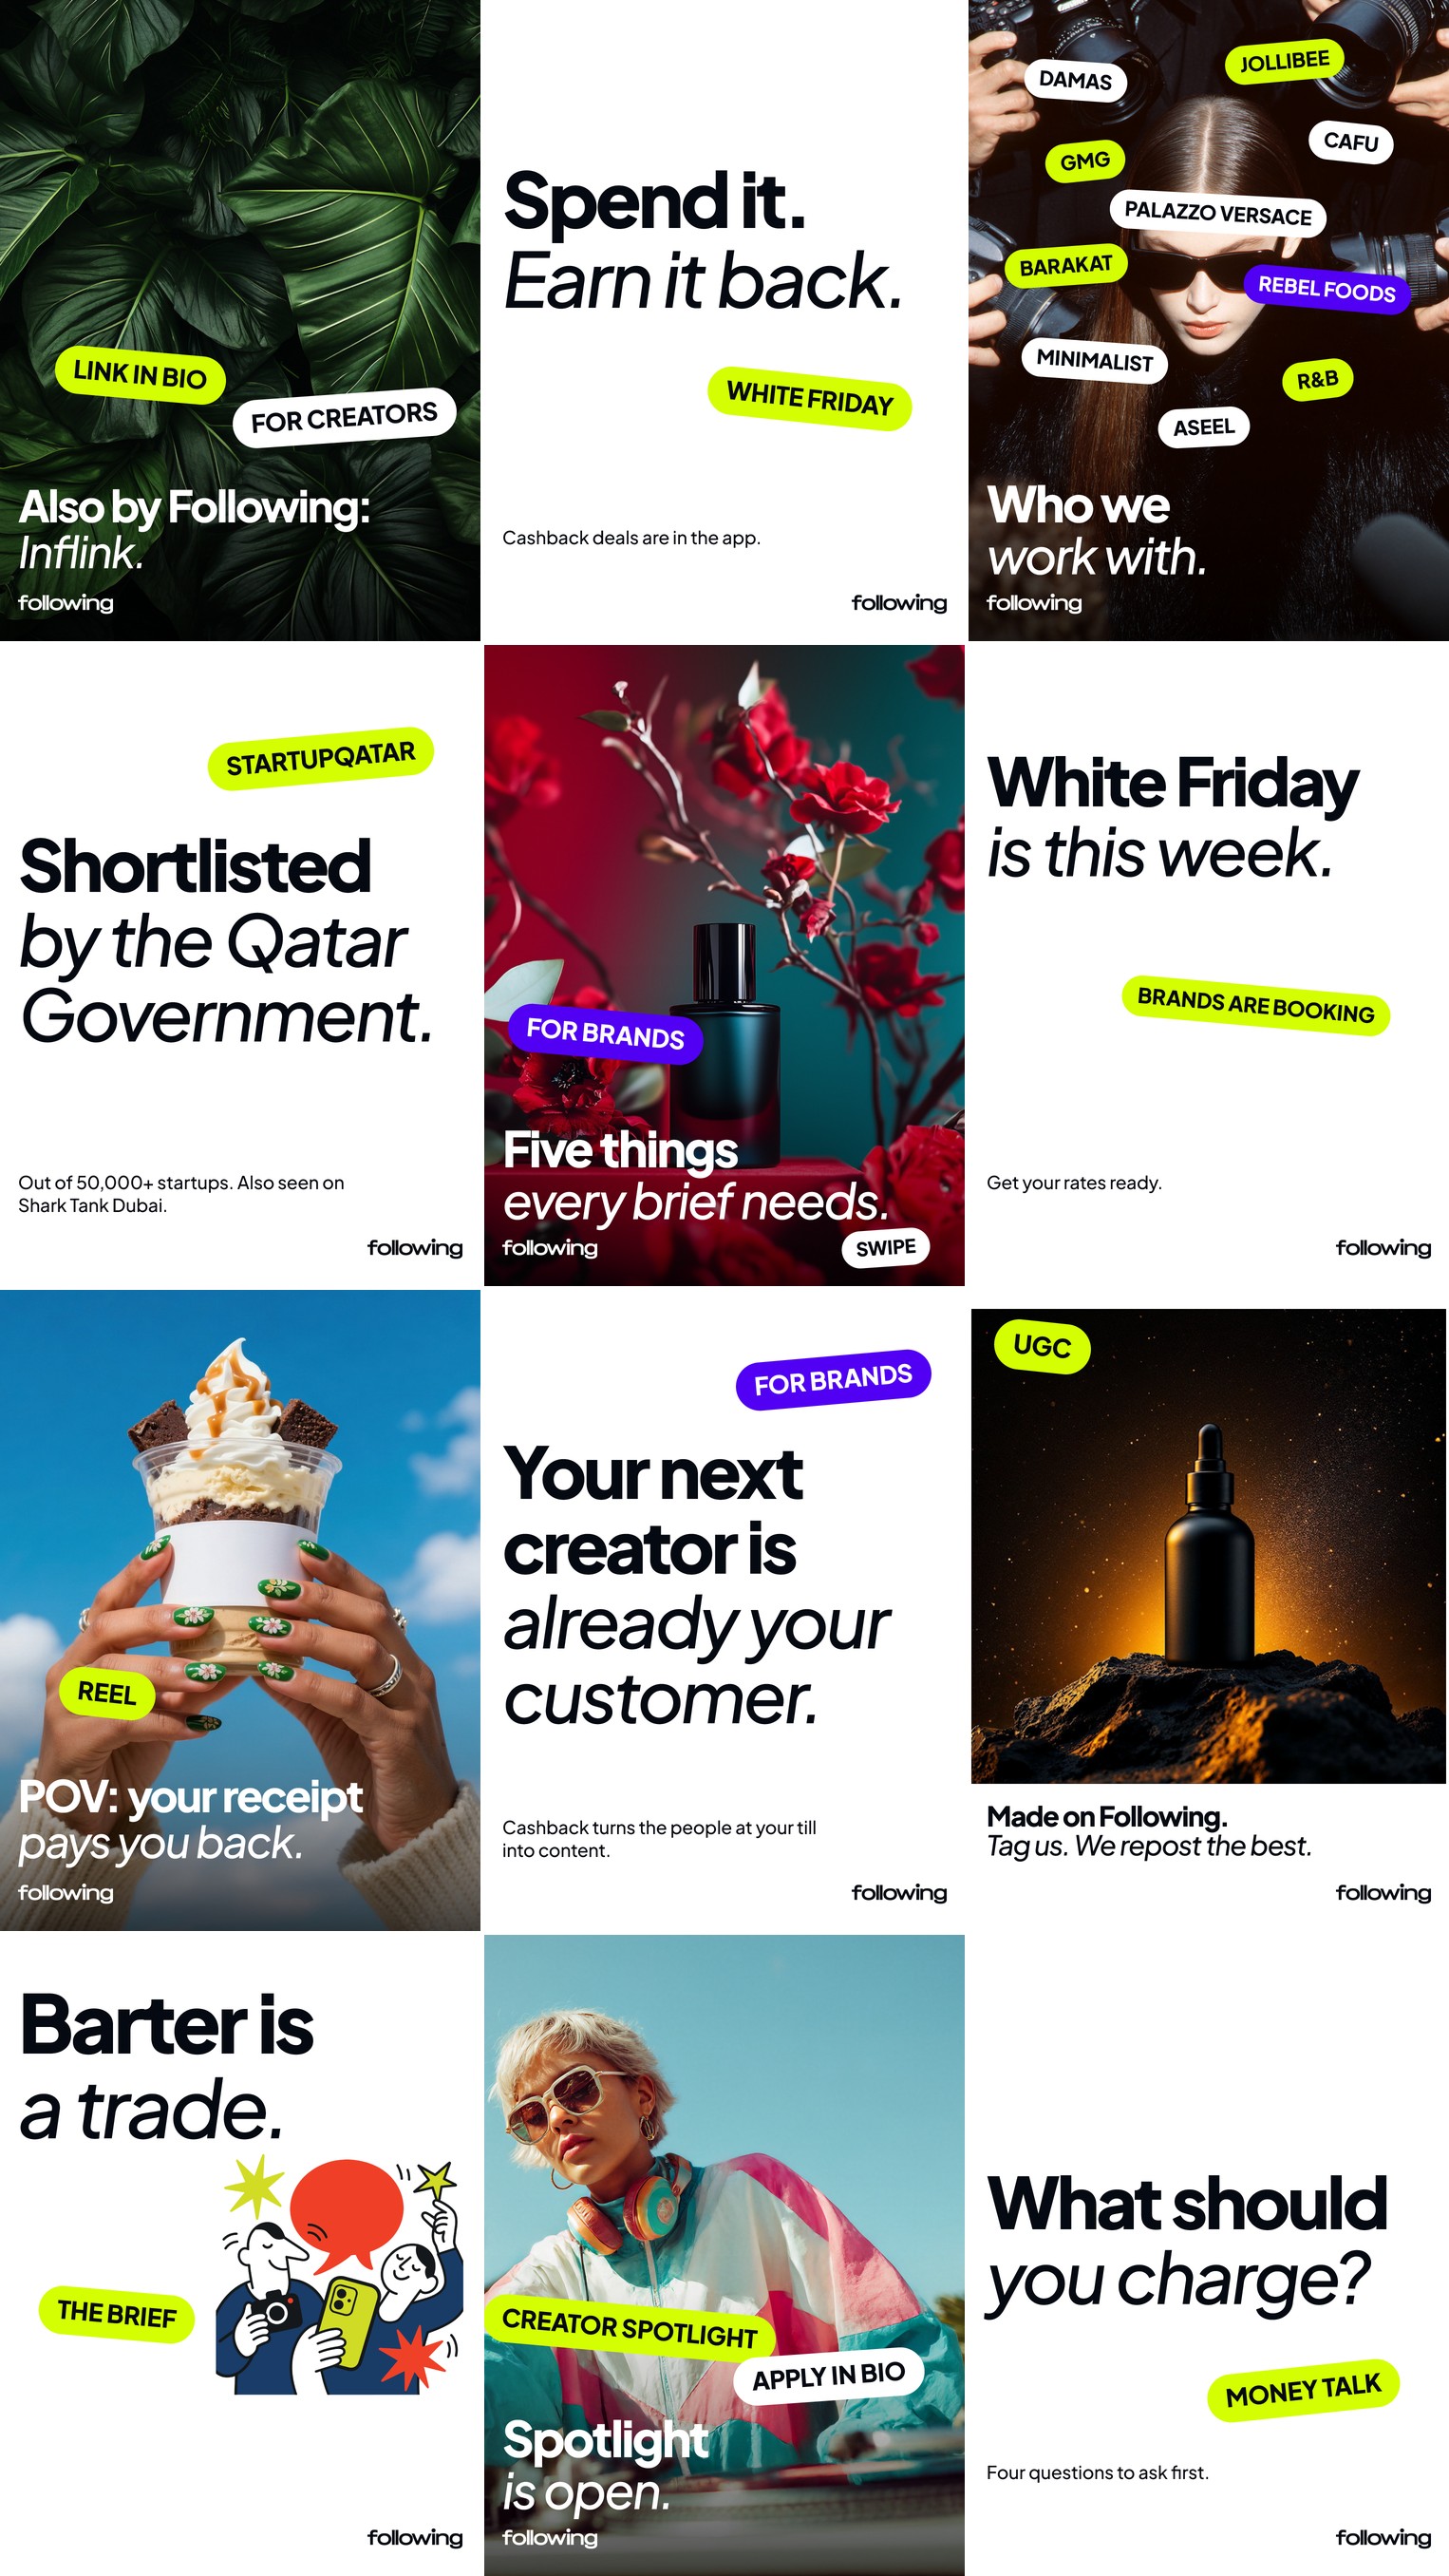 LINK IN BIO
FOR CREATORS
Also by Following:
Inflink.
following
Spend it.
Earn it back.
WHITE FRIDAY
Cashback deals are in the app.
following
DAMAS
JOLLIBEE
CAFU
GMG
PALAZZO VERSACE
BARAKAT
REBEL FOODS
MINIMALIST
R&B
ASEEL
Who we
work with.
following
STARTUPQATAR
Shortlisted
by the Qatar
Government.
Out of 50,000+ startups. Also seen on
Shark Tank Dubai.
following
FOR BRANDS
Five things
every brief needs.
following
SWIPE
White Friday
is this week.
BRANDS ARE BOOKING
Get your rates ready.
following
REEL
POV: your receipt
pays you back.
following
FOR BRANDS
Your next
creator is
already your
customer.
Cashback turns the people at your till
into content.
following
UGC
Made on Following.
Tag us. We repost the best.
following
Barter is
a trade.
THE BRIEF
following
CREATOR SPOTLIGHT
APPLY IN BIO
Spotlight
is open.
following
What should
you charge?
MONEY TALK
Four questions to ask first.
following